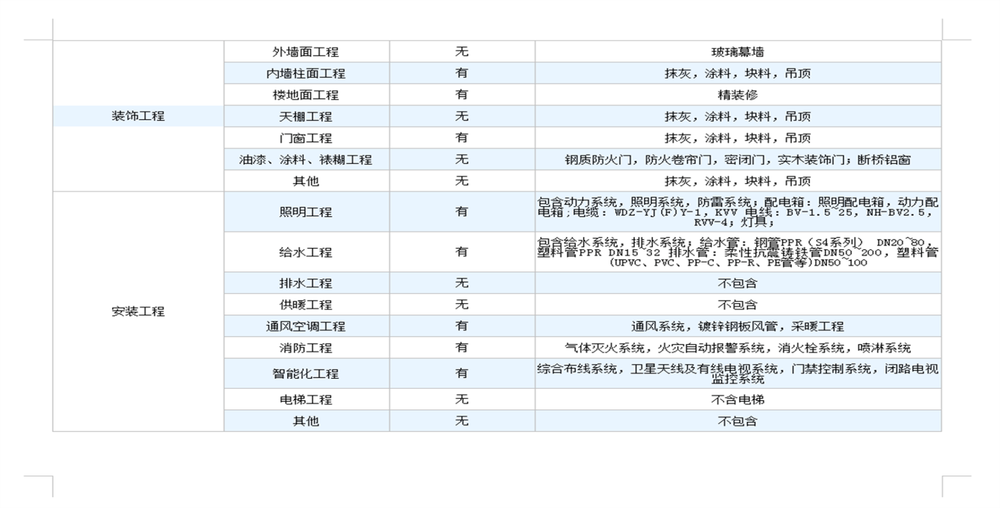 外墙面工程 无 玻璃幕墙
内墙柱面工程 有 抹灰，涂料，块料，吊顶
楼地面工程 有 精装修
装饰工程 天棚工程 无 抹灰，涂料，块料，吊顶
门窗工程 有 抹灰，涂料，块料，吊顶
油漆、涂料、裱糊工程 无 钢质防火门，防火卷帘门，密闭门，实木装饰门；断桥铝窗
其他 无 抹灰，涂料，块料，吊顶
包含动力系统，照明系统，防雷系统；配电箱：照明配电箱，动力配
照明工程 有 电箱;电缆：WDZ-YJ(F)Y-1，KVV 电线：BV-1.5~25，NH-BV2.5，
RVV-4；灯具；
包含给水系统，排水系统；给水管：钢管PPR（S4系列） DN20~80，
给水工程 有 塑料管PPR DN15~32 排水管：柔性抗震铸铁管DN50~200，塑料管
(UPVC、PVC、PP-C、PP-R、PE管等)DN50~100
排水工程 无 不包含
供暖工程 无 不包含
安装工程
通风空调工程 有 通风系统，镀锌钢板风管，采暖工程
消防工程 有 气体灭火系统，火灾自动报警系统，消火栓系统，喷淋系统
智能化工程 有 综合布线系统，卫星天线及有线电视系统，门禁控制系统，闭路电视
监控系统
电梯工程 无 不含电梯
其他 无 不包含